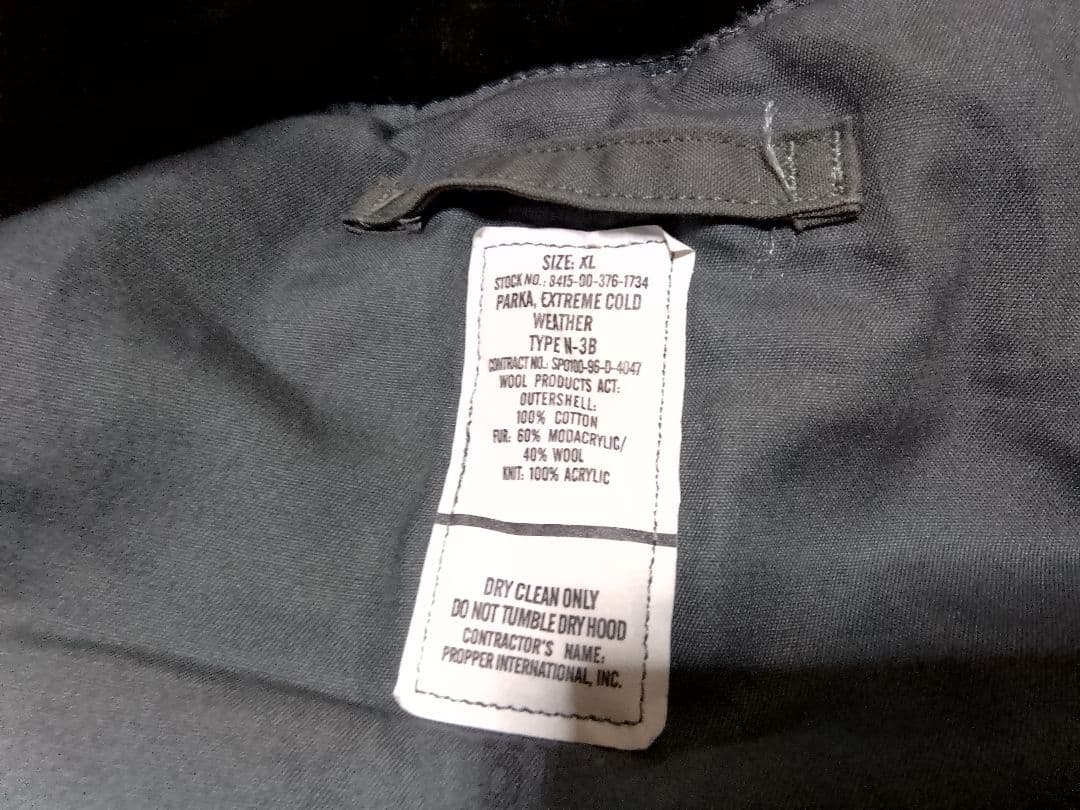 SIZE: XL
STOCK NO.: 8415-00-376-1734
PARKA, EXTREME COLD
WEATHER
TYPE N-3B
CONTRACT NO.: SPO100-96-D-4047
WOOL PRODUCTS ACT:
OUTERSHELL:
100% COTTON
FUR: 60% MODACRYLIC/
40% WOOL
KNIT: 100% ACRYLIC
DRY CLEAN ONLY
DO NOT TUMBLE DRY HOOD
CONTRACTOR'S NAME:
PROPPER INTERNATIONAL, INC.